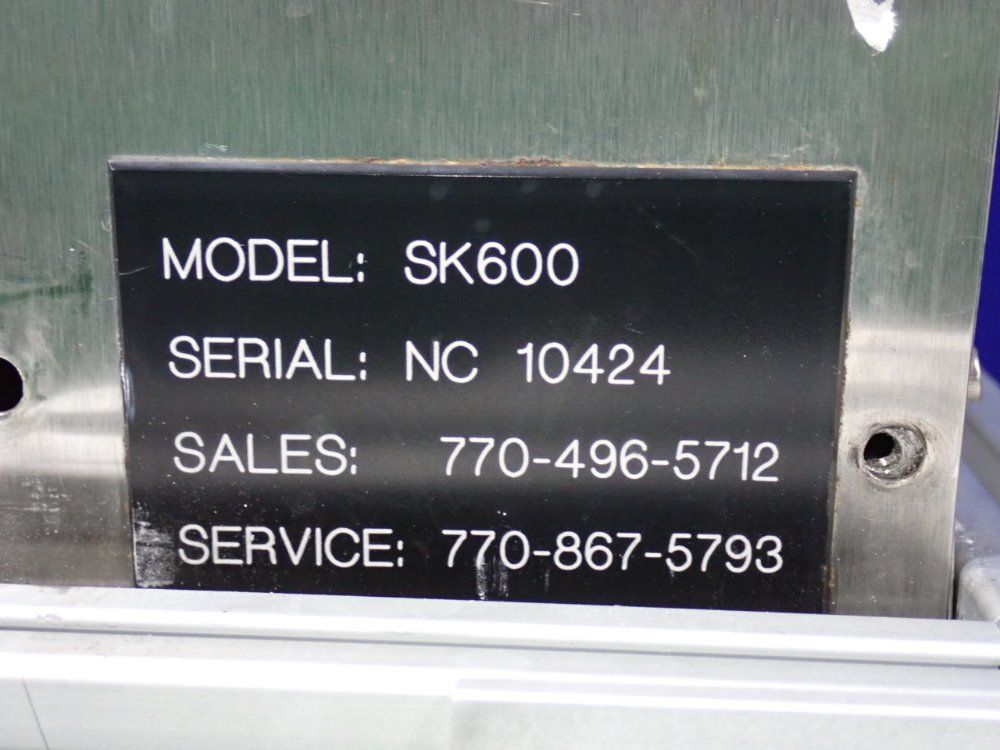 MODEL: SK600
SERIAL: NC 10424
SALES: 770-496-5712
SERVICE: 770-867-5793